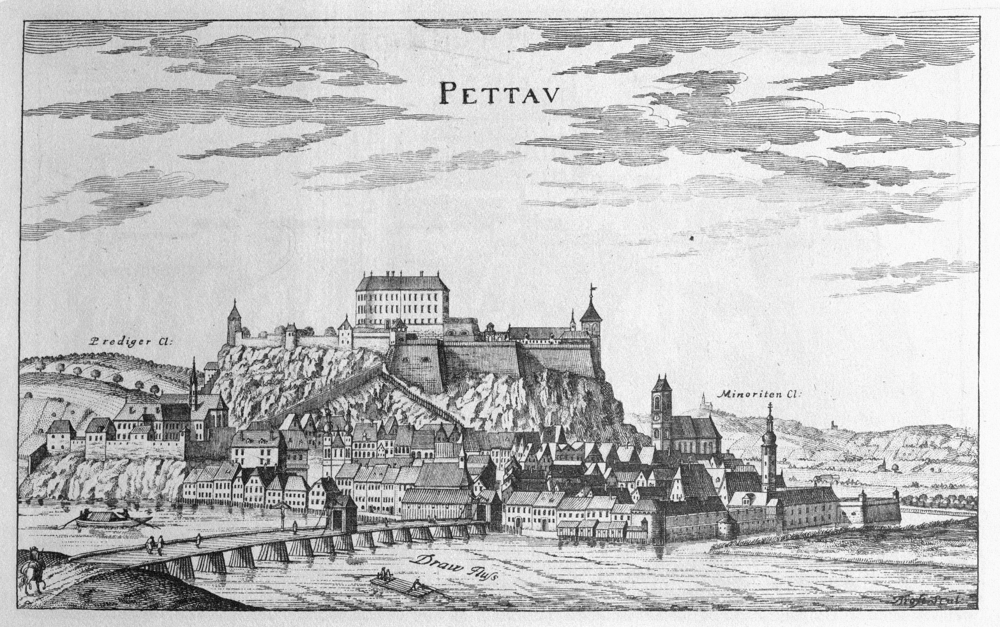 PETTAV
Prediger Cl:
Minoriten Cl:
Draw Fluſs